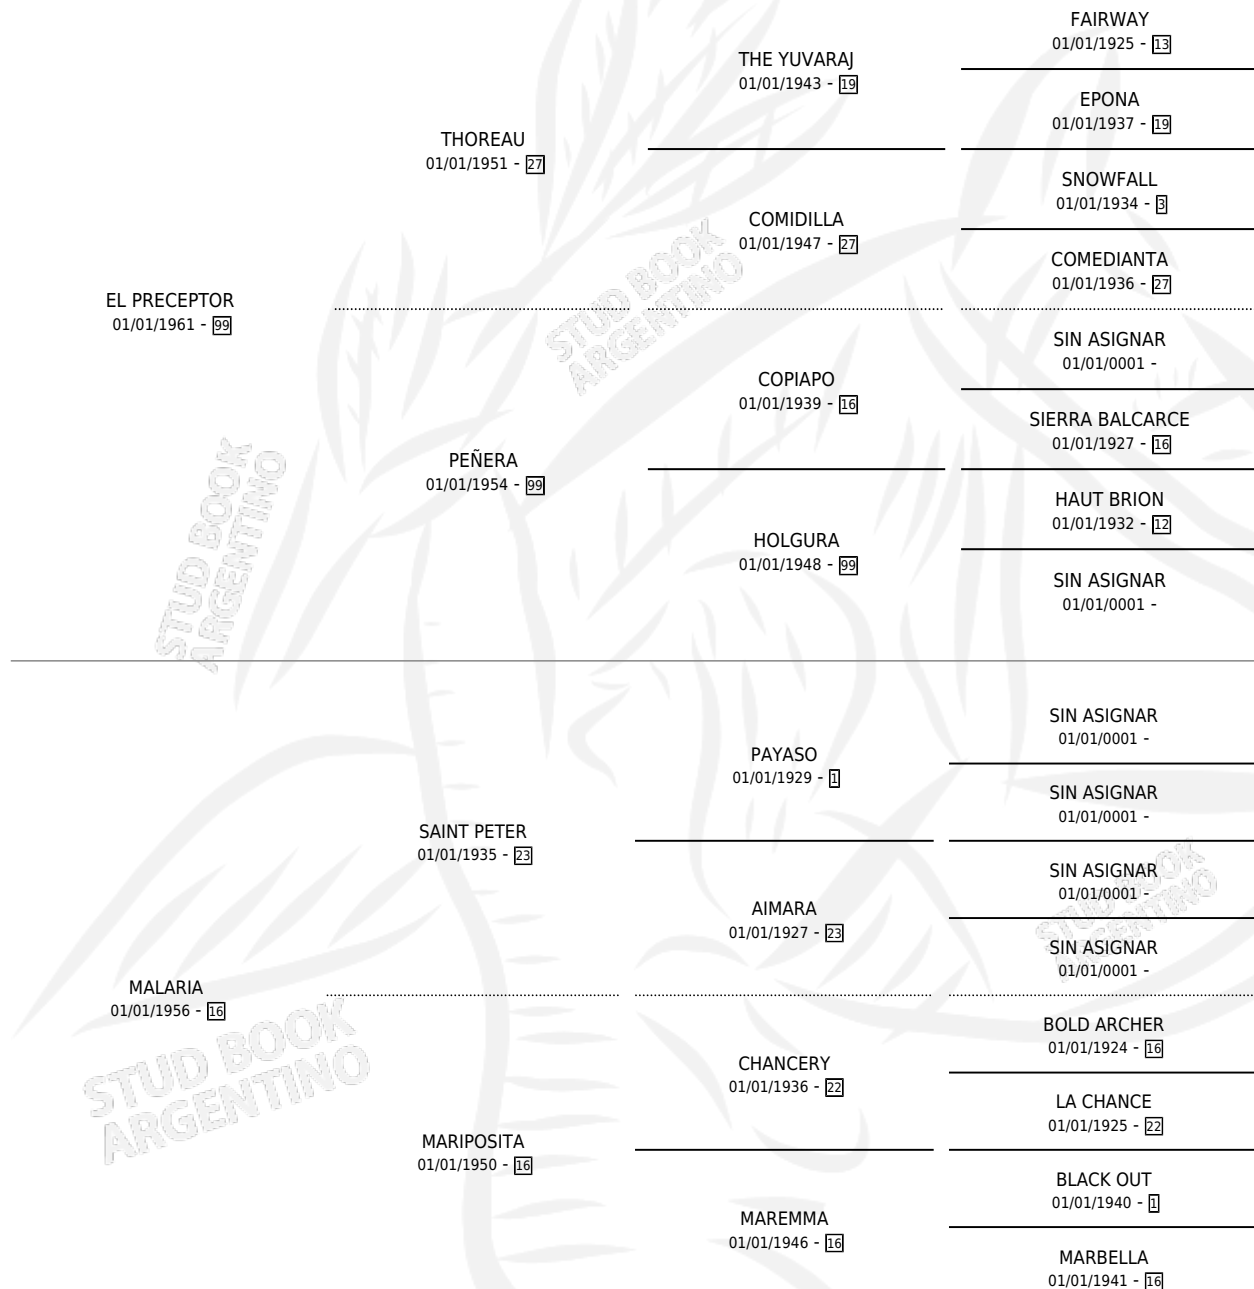 FAIRWAY
01/01/1925 - 13
THE YUVARAJ
01/01/1943 - 19
EPONA
01/01/1937 - 19
THOREAU
01/01/1951 - 27
SNOWFALL
01/01/1934 - 3
COMIDILLA
01/01/1947 - 27
COMEDIANTA
01/01/1936 - 27
EL PRECEPTOR
01/01/1961 - 99
STUD BOOK
ARGENTINO
SIN ASIGNAR
01/01/0001 -
COPIAPO
01/01/1939 - 16
SIERRA BALCARCE
01/01/1927 - 16
PEÑERA
01/01/1954 - 99
HAUT BRION
01/01/1932 - 12
HOLGURA
01/01/1948 - 99
SIN ASIGNAR
01/01/0001 -
STUD BOOK
ARGENTINO
SIN ASIGNAR
01/01/0001 -
PAYASO
01/01/1929 - 1
SIN ASIGNAR
01/01/0001 -
SAINT PETER
01/01/1935 - 23
SIN ASIGNAR
01/01/0001 -
AIMARA
01/01/1927 - 23
SIN ASIGNAR
01/01/0001 -
STUD BOOK
ARGENTINO
MALARIA
01/01/1956 - 16
STUD BOOK
ARGENTINO
BOLD ARCHER
01/01/1924 - 16
CHANCERY
01/01/1936 - 22
LA CHANCE
01/01/1925 - 22
MARIPOSITA
01/01/1950 - 16
BLACK OUT
01/01/1940 - 1
MAREMMA
01/01/1946 - 16
MARBELLA
01/01/1941 - 16